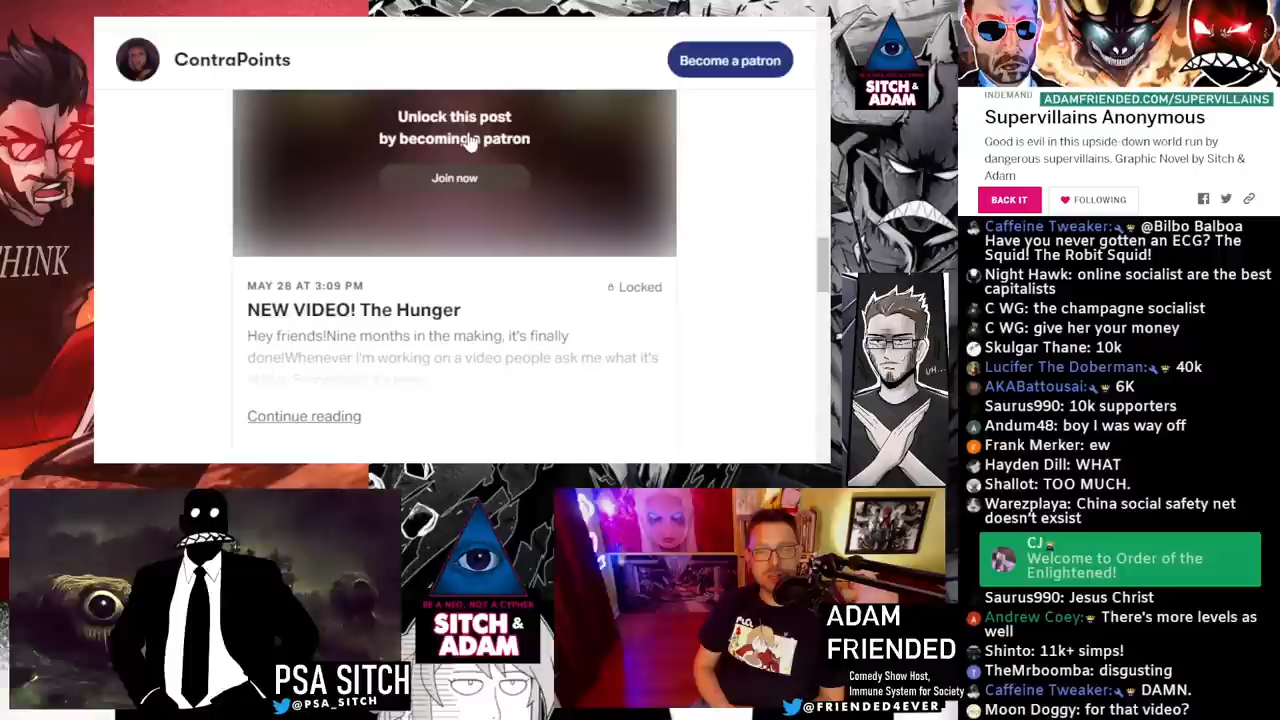 ContraPoints
Become a patron
Unlock this post
by becoming a patron
Join now
MAY 28 AT 3:09 PM
Locked
NEW VIDEO! The Hunger
Hey friends!Nine months in the making, it's finally
done!Whenever I'm working on a video people ask me what it's
Continue reading
THINK
BE A NEO, NOT A CYPHER
SITCH &
ADAM
UH...
INDEMAND
ADAMFRIENDED.COM/SUPERVILLAINS
Supervillains Anonymous
Good is evil in this upside-down world run by
dangerous supervillains. Graphic Novel by Sitch &
Adam
BACK IT
FOLLOWING
Caffeine Tweaker: @Bilbo Balboa
Have you never gotten an ECG? The
Squid! The Robit Squid!
Night Hawk: online socialist are the best
capitalists
C WG: the champagne socialist
C WG: give her your money
Skulgar Thane: 10k
Lucifer The Doberman: 40k
AKABattousai: 6K
Saurus990: 10k supporters
Andum48: boy I was way off
Frank Merker: ew
Hayden Dill: WHAT
Shallot: TOO MUCH.
Warezplaya: China social safety net
doesn't exsist
CJ
Welcome to Order of the
Enlightened!
Saurus990: Jesus Christ
Andrew Coey: There's more levels as
well
Shinto: 11k+ simps!
TheMrboomba: disgusting
Caffeine Tweaker: DAMN.
Moon Doggy: for that video?
PSA SITCH
@PSA_SITCH
BE A NEO, NOT A CYPHER
SITCH &
ADAM
ADAM
FRIENDED
Comedy Show Host,
Immune System for Society
@FRIENDED4EVER